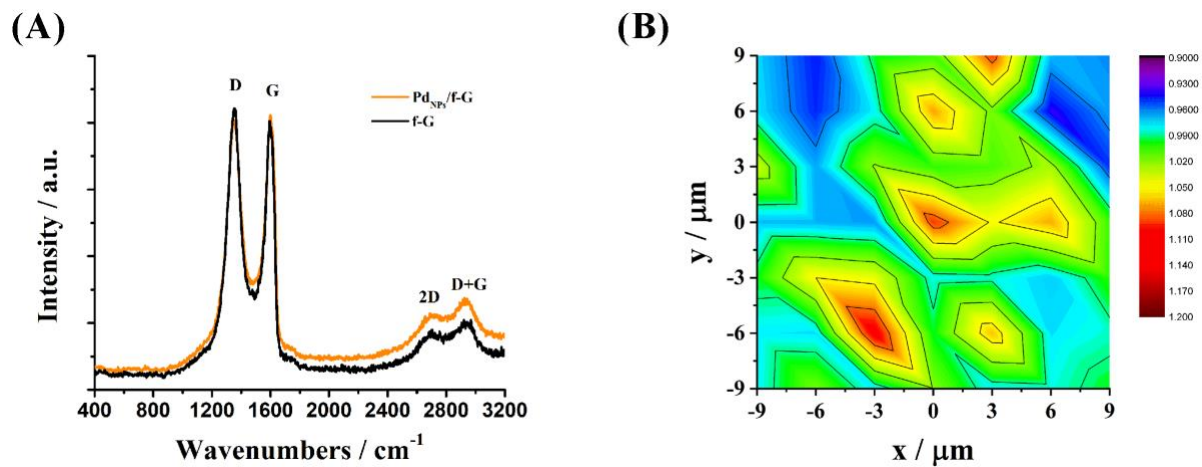 (A)
D
G
Pd_NPs/f-G
f-G
2D
D+G
Intensity / a.u.
400 800 1200 1600 2000 2400 2800 3200
Wavenumbers / cm⁻¹
(B)
9
6
3
0
-3
-6
-9
y / μm
-9 -6 -3 0 3 6 9
x / μm
0.9000
0.9300
0.9600
0.9900
1.020
1.050
1.080
1.110
1.140
1.170
1.200